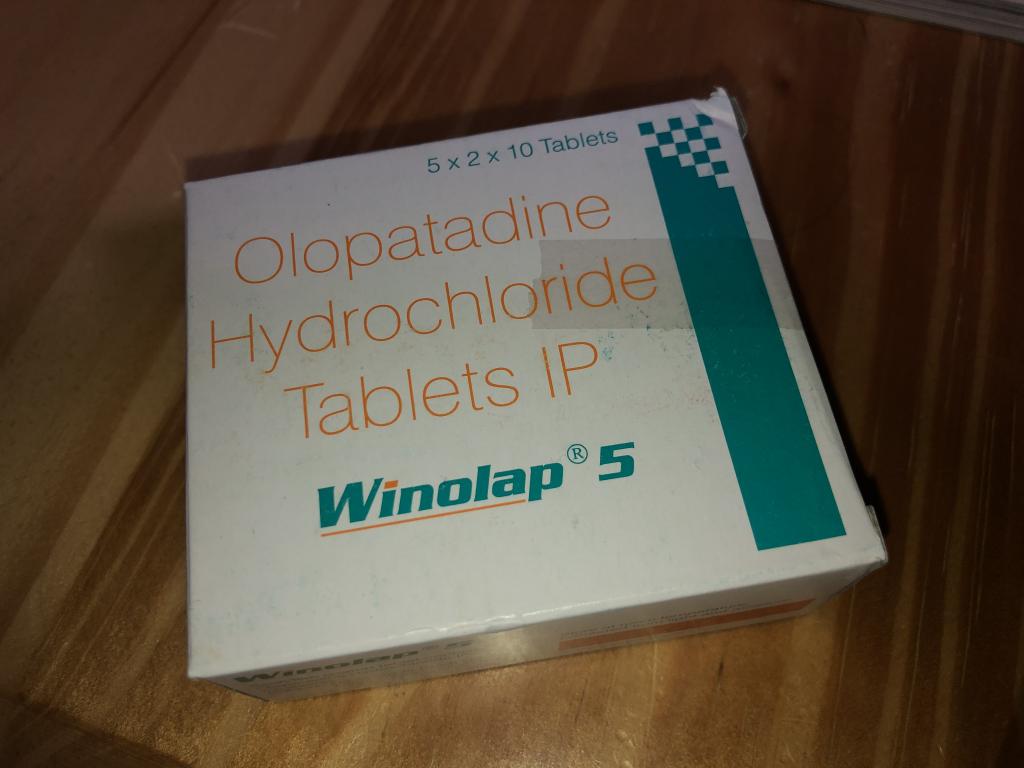 5 x 2 x 10 Tablets
Olopatadine
Hydrochloride
Tablets IP
Winolap® 5
Winolap® 5